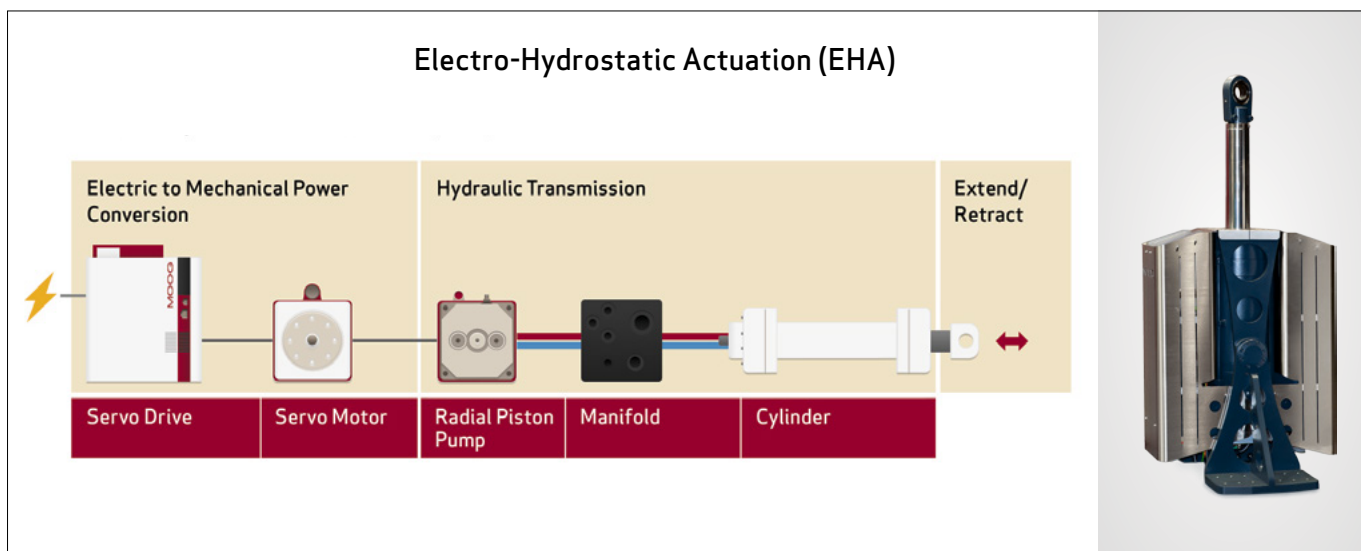 Electro-Hydrostatic Actuation (EHA)
Electric to Mechanical Power
Conversion
Hydraulic Transmission
Extend/
Retract
MOOG
Servo Drive
Servo Motor
Radial Piston
Pump
Manifold
Cylinder